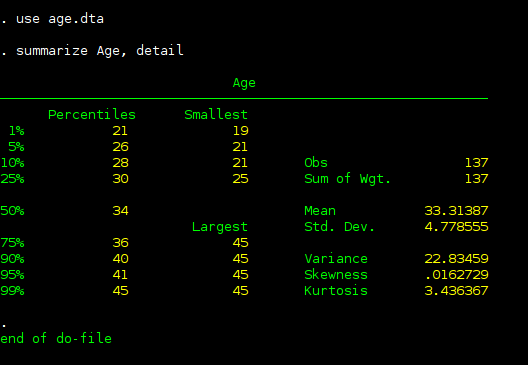 . use age.dta
. summarize Age, detail
Age
Percentiles Smallest
1% 21 19
5% 26 21
10% 28 21 Obs 137
25% 30 25 Sum of Wgt. 137
50% 34 Mean 33.31387
Largest Std. Dev. 4.778555
75% 36 45
90% 40 45 Variance 22.83459
95% 41 45 Skewness .0162729
99% 45 45 Kurtosis 3.436367
.
end of do-file